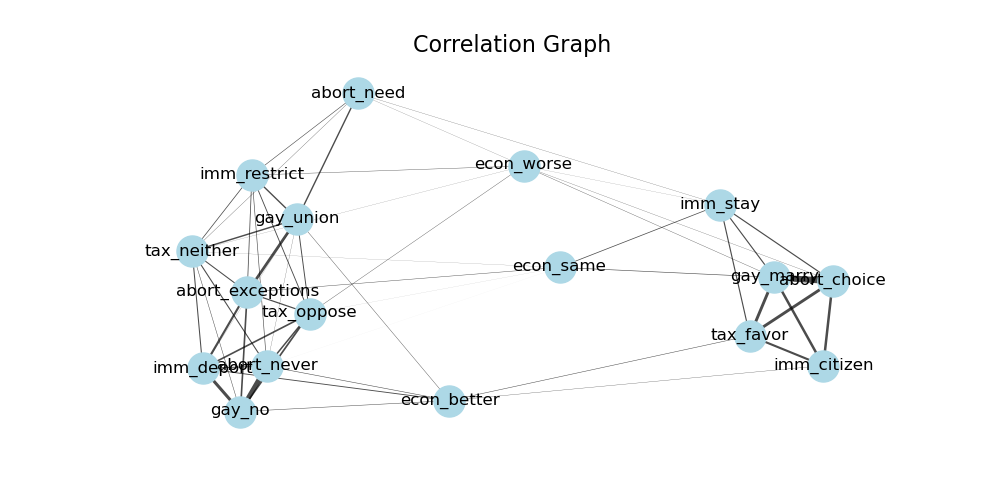 Correlation Graph
abort_need
econ_worse
imm_restrict
imm_stay
gay_union
tax_neither
econ_same
gay_marry
abort_choice
abort_exceptions
tax_oppose
tax_favor
imm_deport
abort_never
imm_citizen
econ_better
gay_no